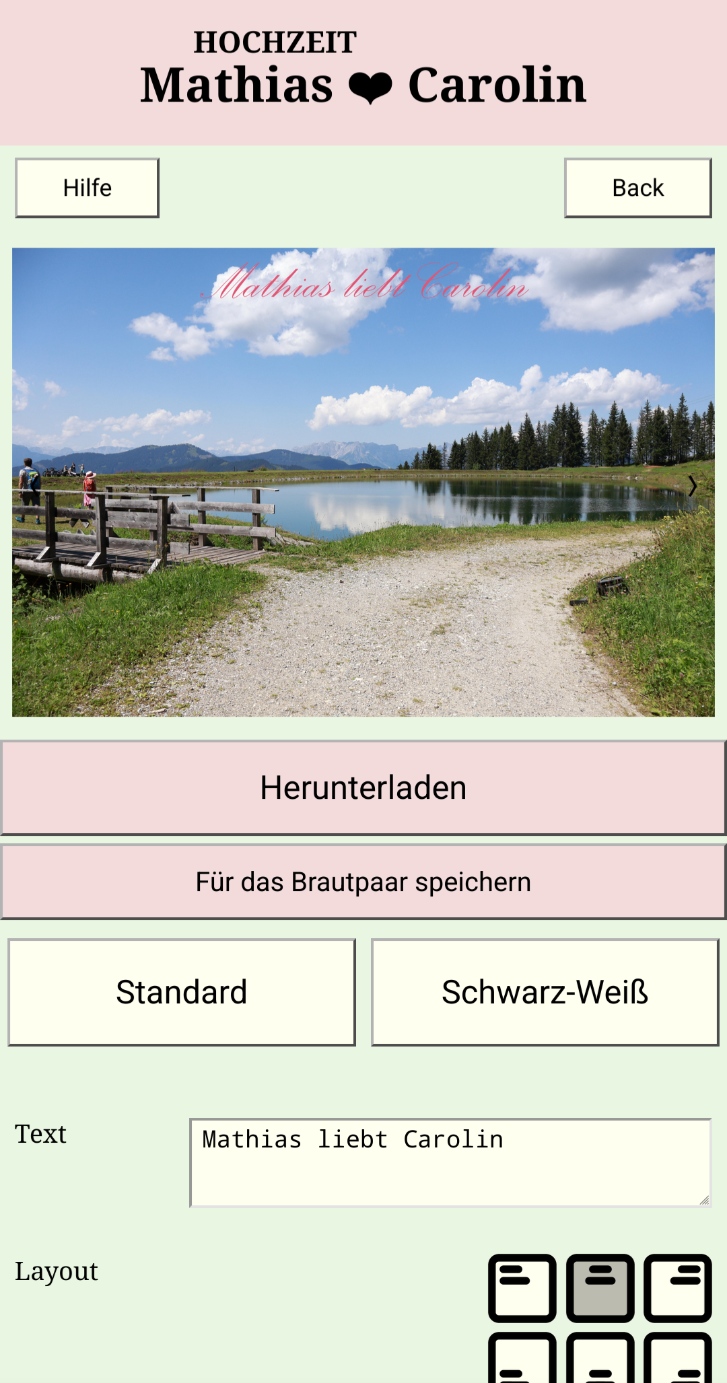 HOCHZEIT
Mathias ❤ Carolin
Hilfe
Back
Mathias liebt Carolin
Herunterladen
Für das Brautpaar speichern
Standard
Schwarz-Weiß
Text
Mathias liebt Carolin
Layout